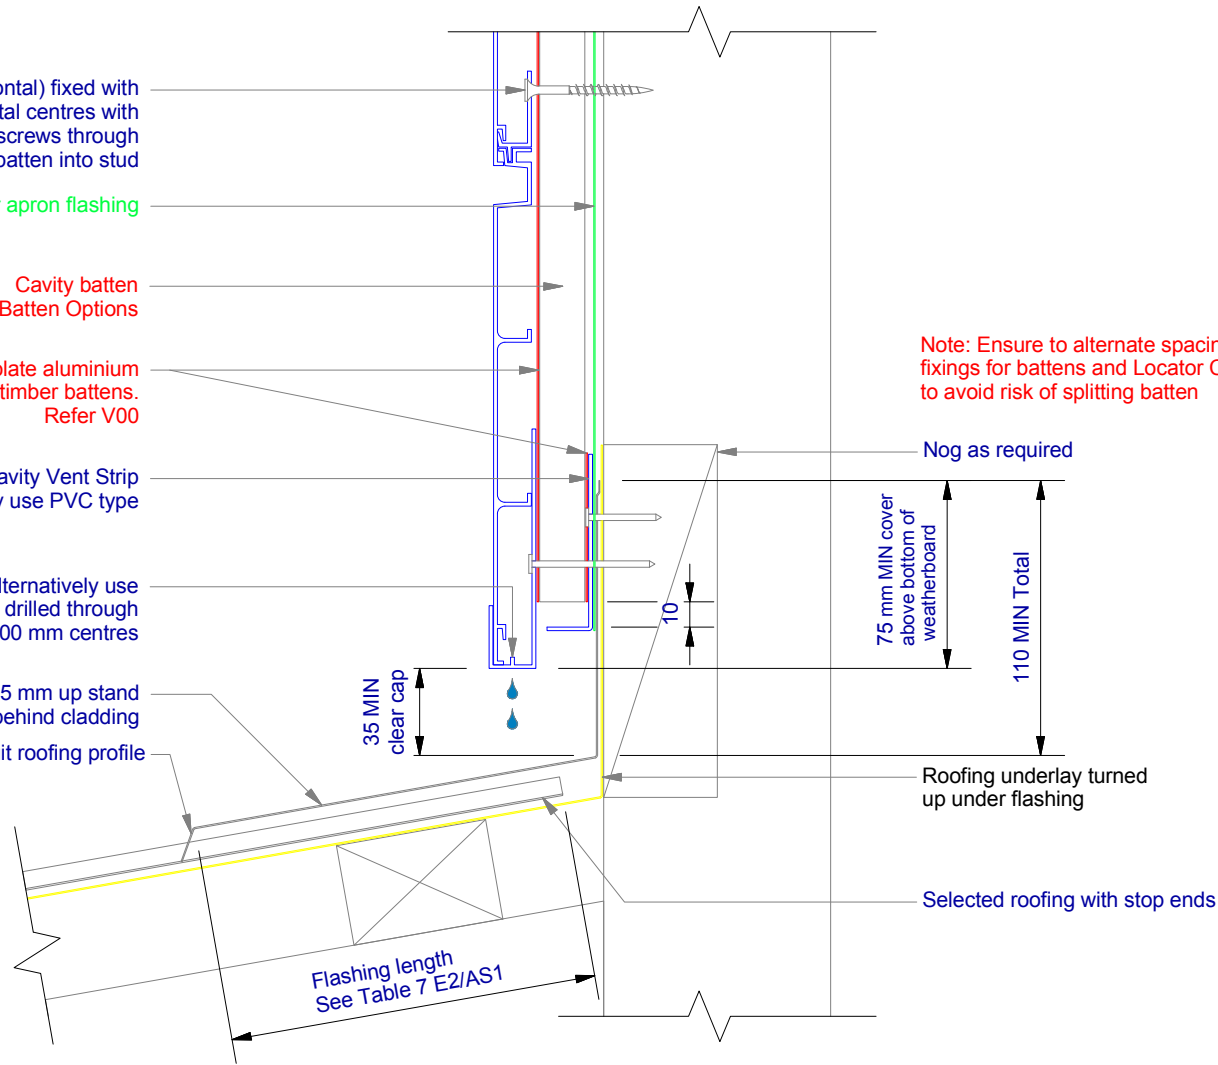 ontal) fixed with
tal centres with
screws through
batten into stud
apron flashing
Cavity batten
Batten Options
plate aluminium
timber battens.
Refer V00
avity Vent Strip
y use PVC type
lternatively use
drilled through
00 mm centres
5 mm up stand
behind cladding
it roofing profile
Note: Ensure to alternate spacin
fixings for battens and Locator C
to avoid risk of splitting batten
Nog as required
75 mm MIN cover
above bottom of
weatherboard
110 MIN Total
10
35 MIN
clear cap
Roofing underlay turned
up under flashing
Selected roofing with stop ends
Flashing length
See Table 7 E2/AS1